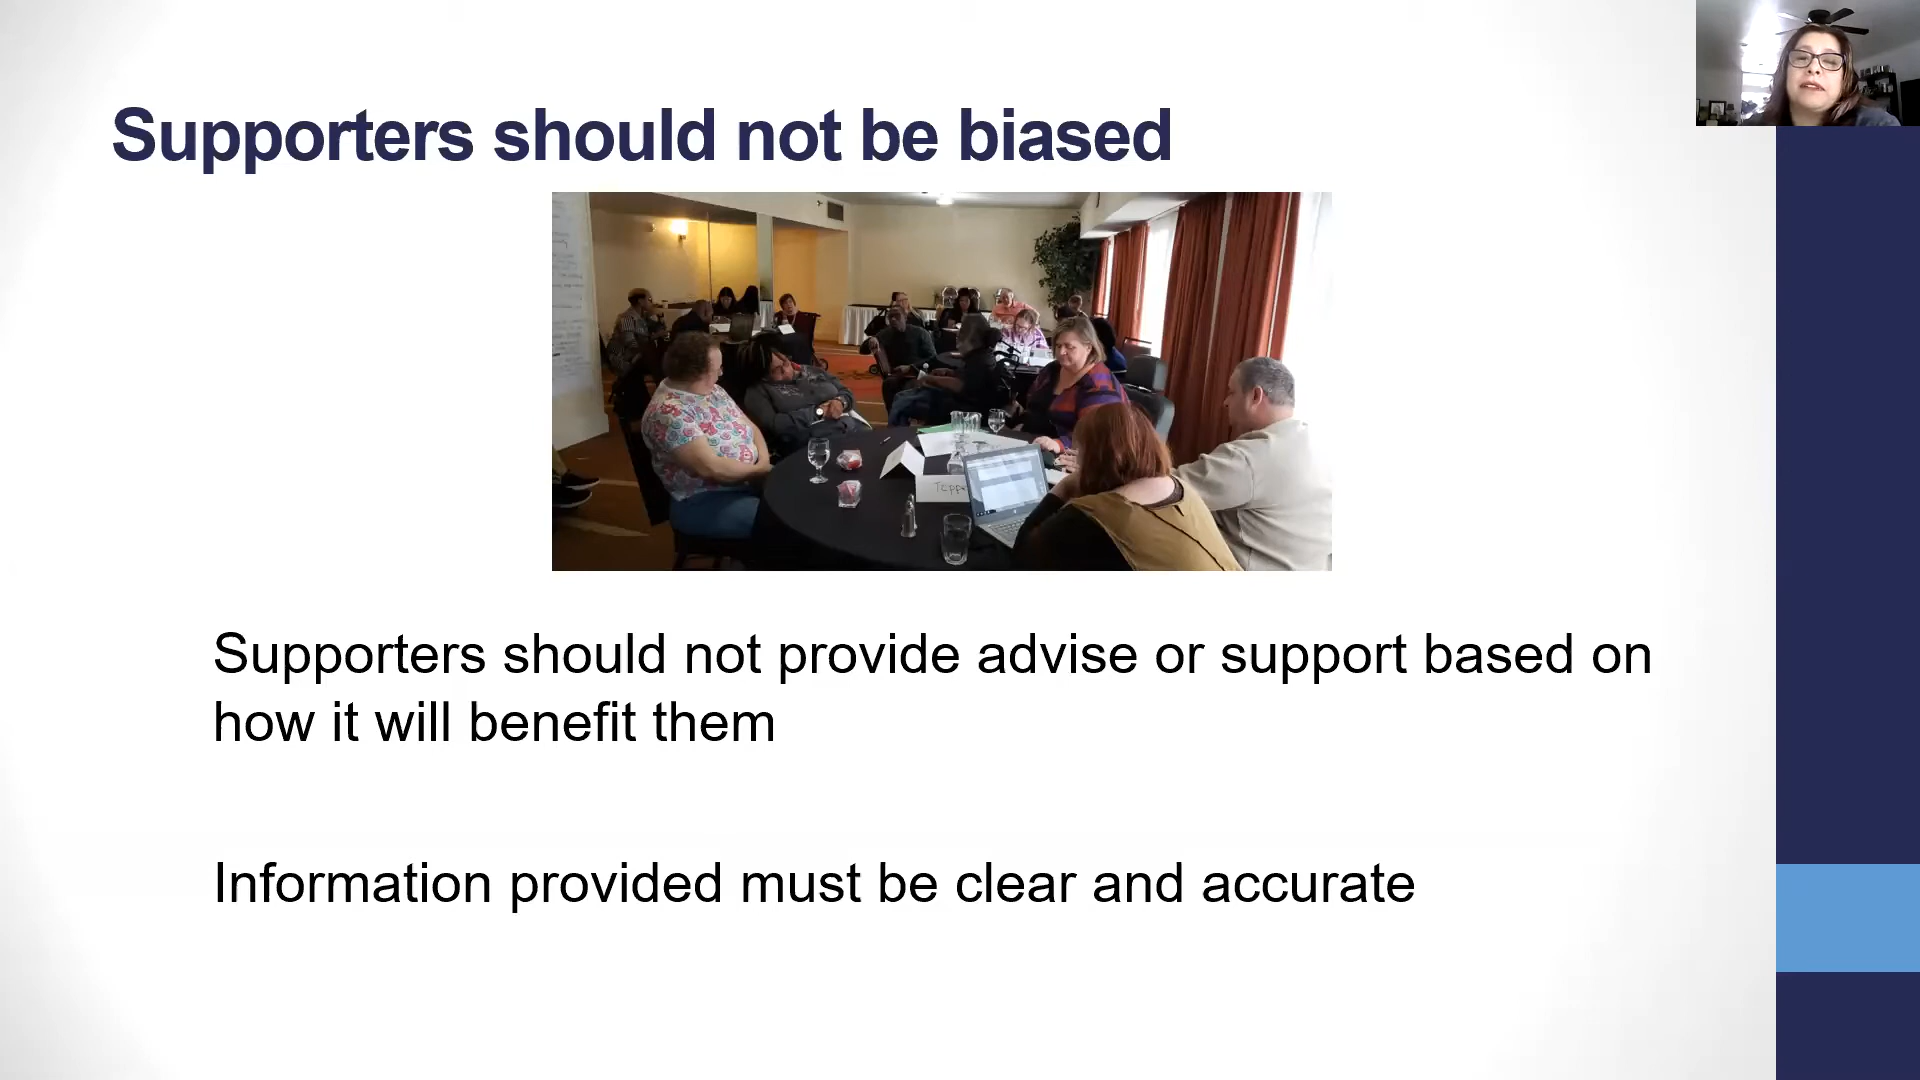 Supporters should not be biased
Supporters should not provide advise or support based on
how it will benefit them
Information provided must be clear and accurate